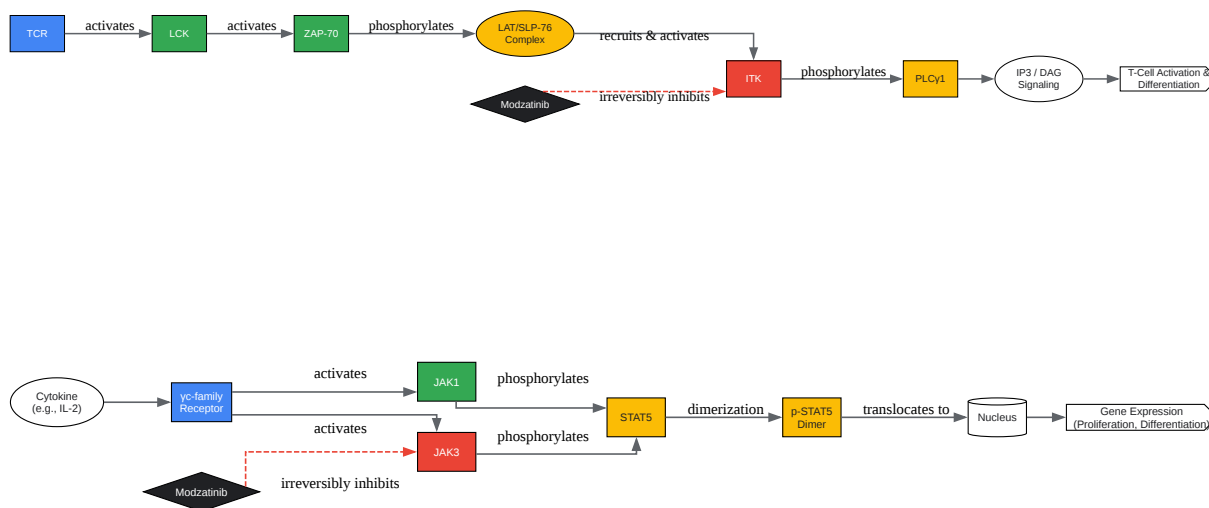 TCR
activates
LCK
activates
ZAP-70
phosphorylates
LAT/SLP-76
Complex
recruits & activates
ITK
phosphorylates
PLCγ1
IP3 / DAG
Signaling
T-Cell Activation &
Differentiation
Modzatinib
irreversibly inhibits
Cytokine
(e.g., IL-2)
γc-family
Receptor
activates
JAK1
phosphorylates
activates
JAK3
phosphorylates
STAT5
dimerization
p-STAT5
Dimer
translocates to
Nucleus
Gene Expression
(Proliferation, Differentiation)
Modzatinib
irreversibly inhibits